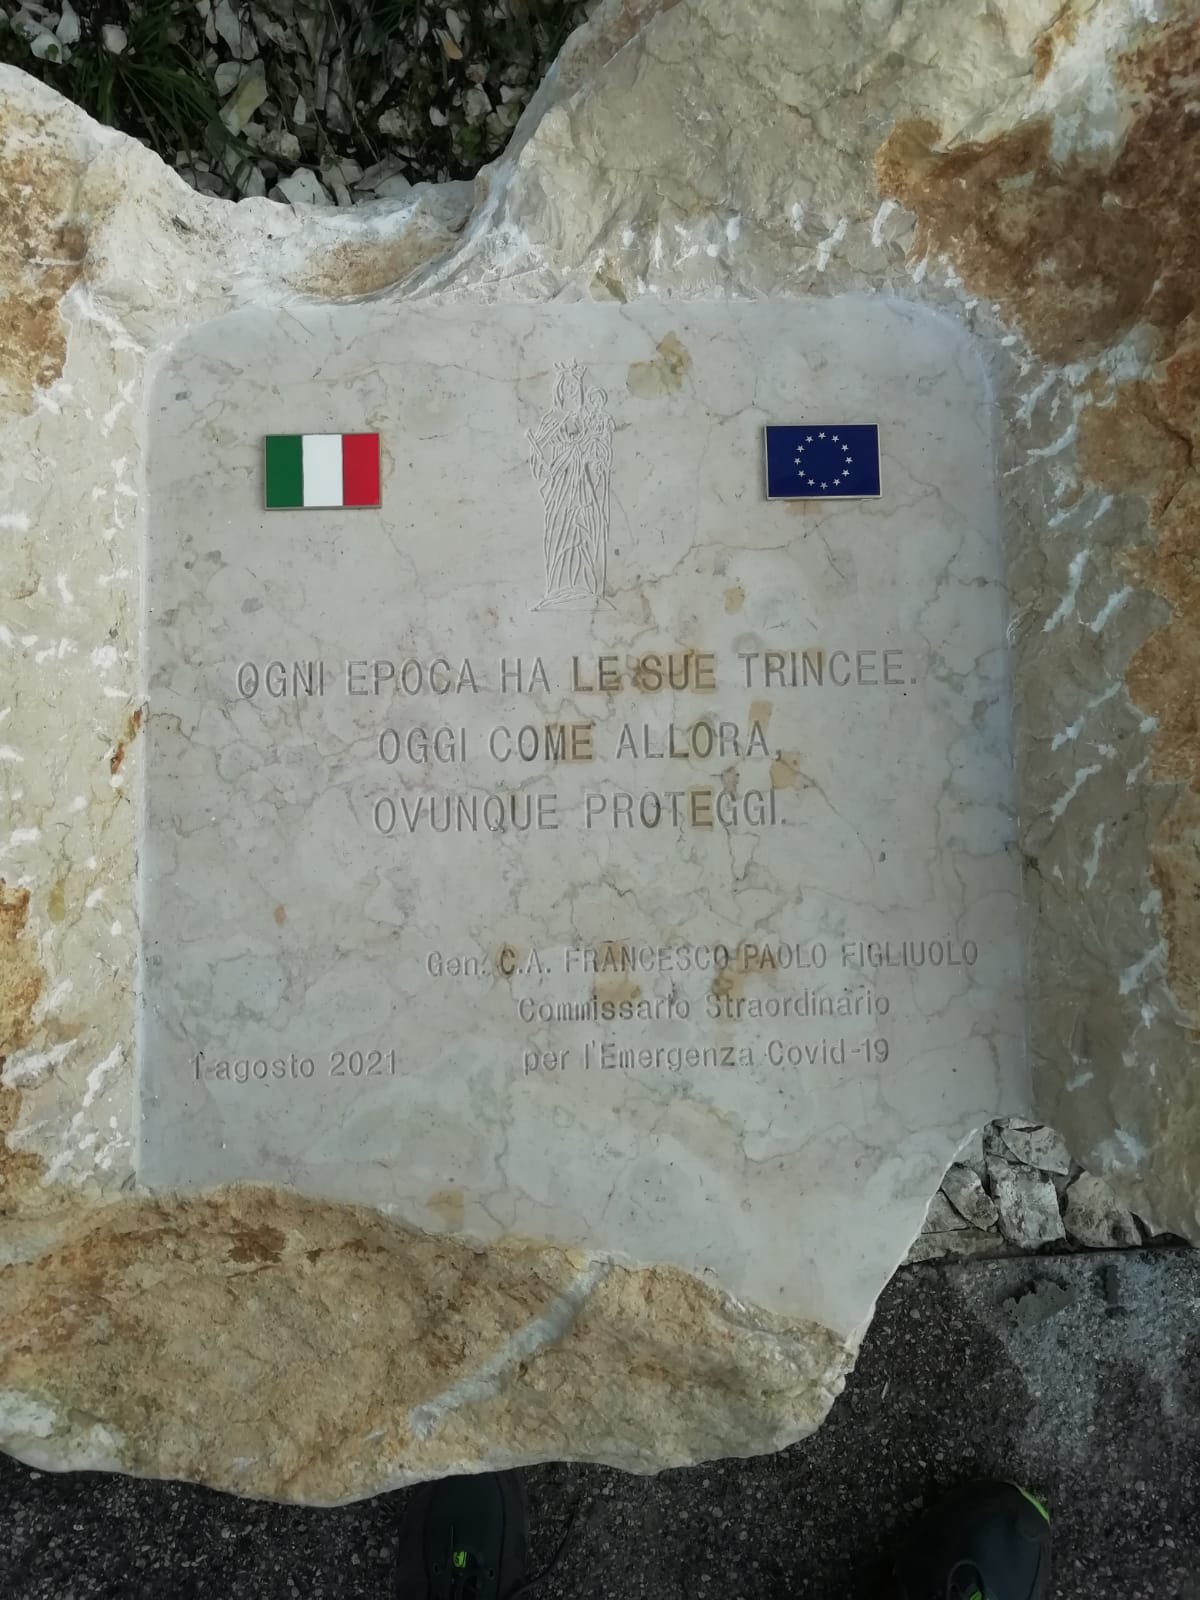 OGNI EPOCA HA LE SUE TRINCEE.
OGGI COME ALLORA,
OVUNQUE PROTEGGI.
Gen. C.A. FRANCESCO PAOLO FIGLIUOLO
Commissario Straordinario
per l'Emergenza Covid-19
1 agosto 2021